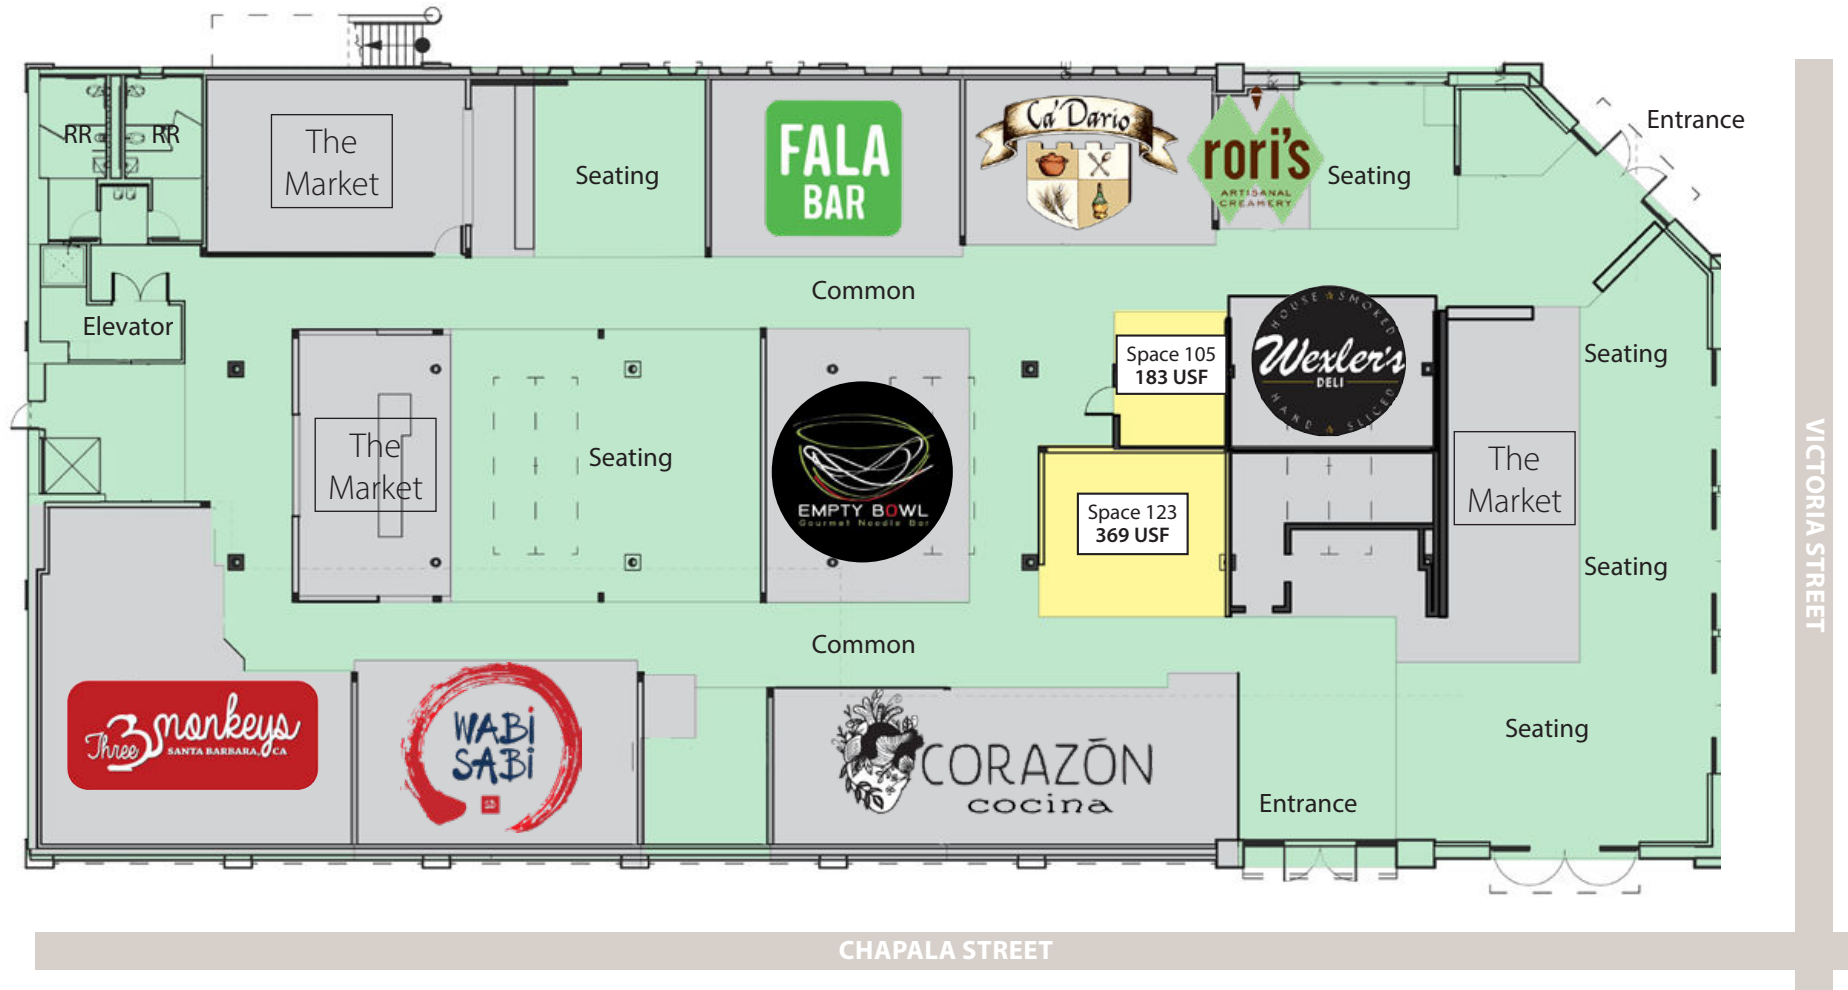 Entrance
RR
RR
The
Market
Seating
FALA
BAR
Ca' Dario
rori's
ARTISANAL
CREAMERY
Seating
Common
Elevator
Space 105
183 USF
HOUSE SMOKED
Wexler's
DELI
HAND SLICED
Seating
The
Market
Seating
EMPTY BOWL
Gourmet Noodle Bar
Space 123
369 USF
The
Market
Seating
VICTORIA STREET
Common
Three 3 monkeys
SANTA BARBARA, CA
WABI
SABI
CORAZÓN
cocina
Seating
Entrance
CHAPALA STREET